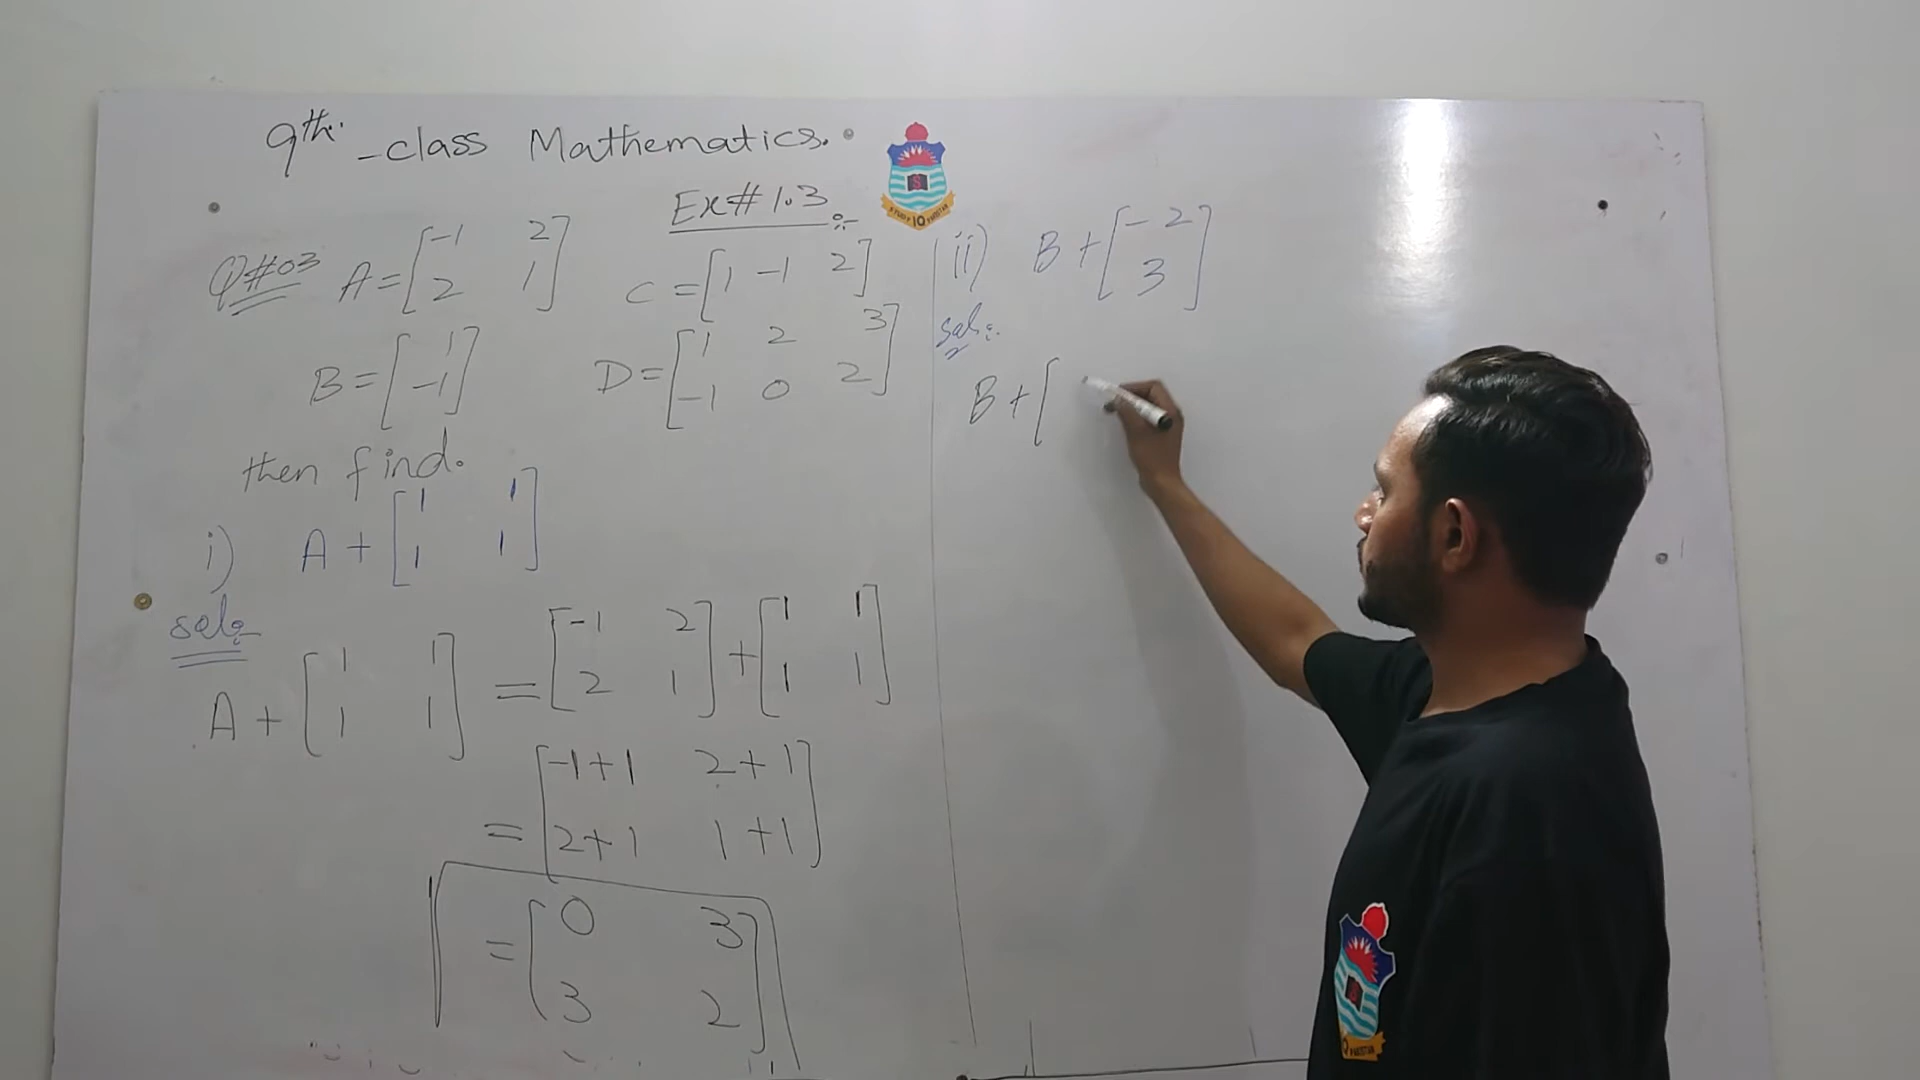 9th. - class Mathematics.
Ex# 1.3 :-
Q#03 A = [-1 2
2 1]
C = [1 -1 2]
B = [1
-1]
D = [1 2 3
-1 0 2]
then find.
i) A + [1 1
1 1]
sol:-
A + [1 1
1 1] = [-1 2
2 1] + [1 1
1 1]
= [-1+1 2+1
2+1 1+1]
= [0 3
3 2]
ii) B + [-2
3]
sol:-
B + [